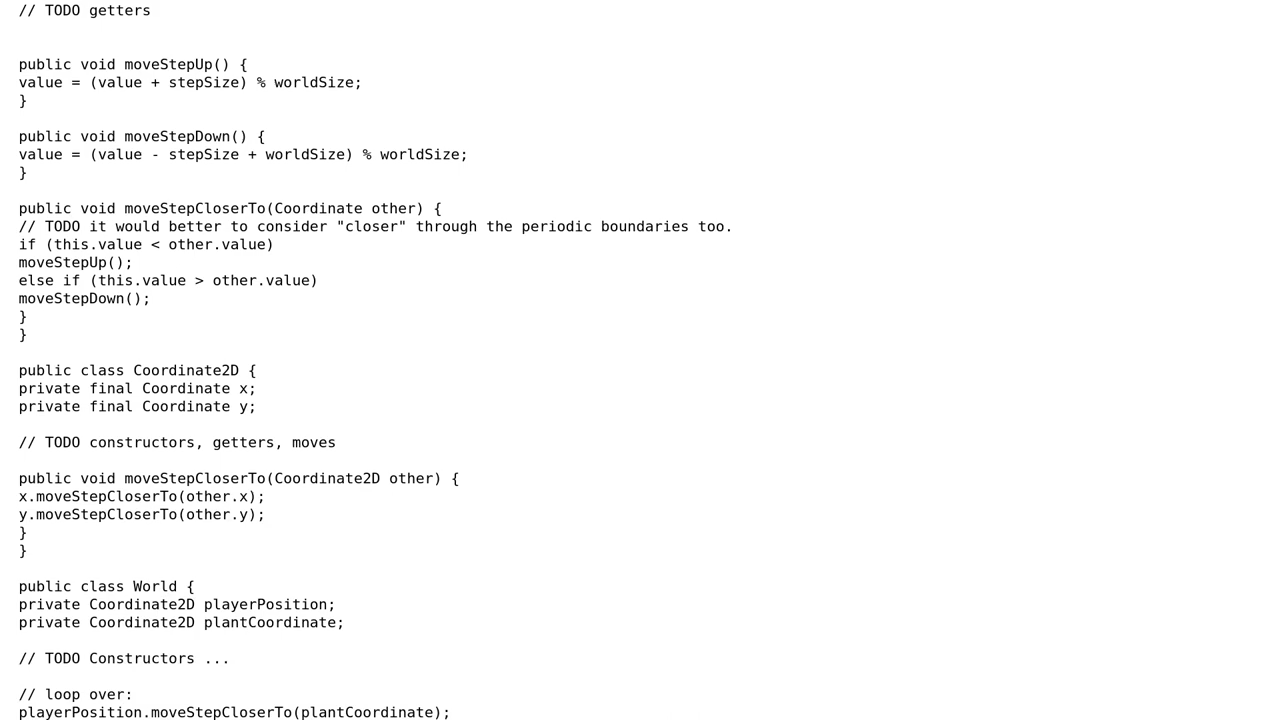 // TODO getters
public void moveStepUp() {
value = (value + stepSize) % worldSize;
}
public void moveStepDown() {
value = (value - stepSize + worldSize) % worldSize;
}
public void moveStepCloserTo(Coordinate other) {
// TODO it would better to consider "closer" through the periodic boundaries too.
if (this.value < other.value)
moveStepUp();
else if (this.value > other.value)
moveStepDown();
}
}
public class Coordinate2D {
private final Coordinate x;
private final Coordinate y;
// TODO constructors, getters, moves
public void moveStepCloserTo(Coordinate2D other) {
x.moveStepCloserTo(other.x);
y.moveStepCloserTo(other.y);
}
}
public class World {
private Coordinate2D playerPosition;
private Coordinate2D plantCoordinate;
// TODO Constructors ...
// loop over:
playerPosition.moveStepCloserTo(plantCoordinate);